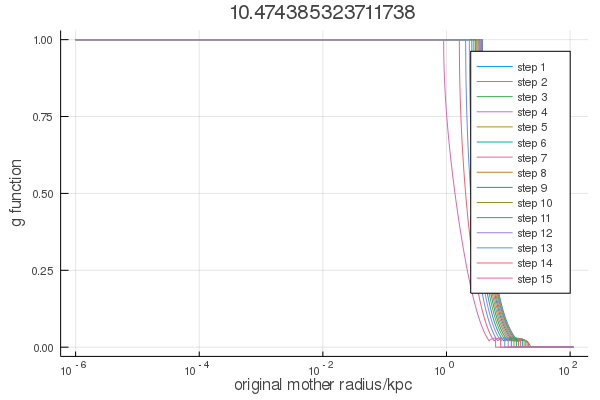 10.474385323711738
1.00
0.75
0.50
0.25
0.00
g function
step 1
step 2
step 3
step 4
step 5
step 6
step 7
step 8
step 9
step 10
step 11
step 12
step 13
step 14
step 15
10⁻⁶ 10⁻⁴ 10⁻² 10⁰ 10²
original mother radius/kpc